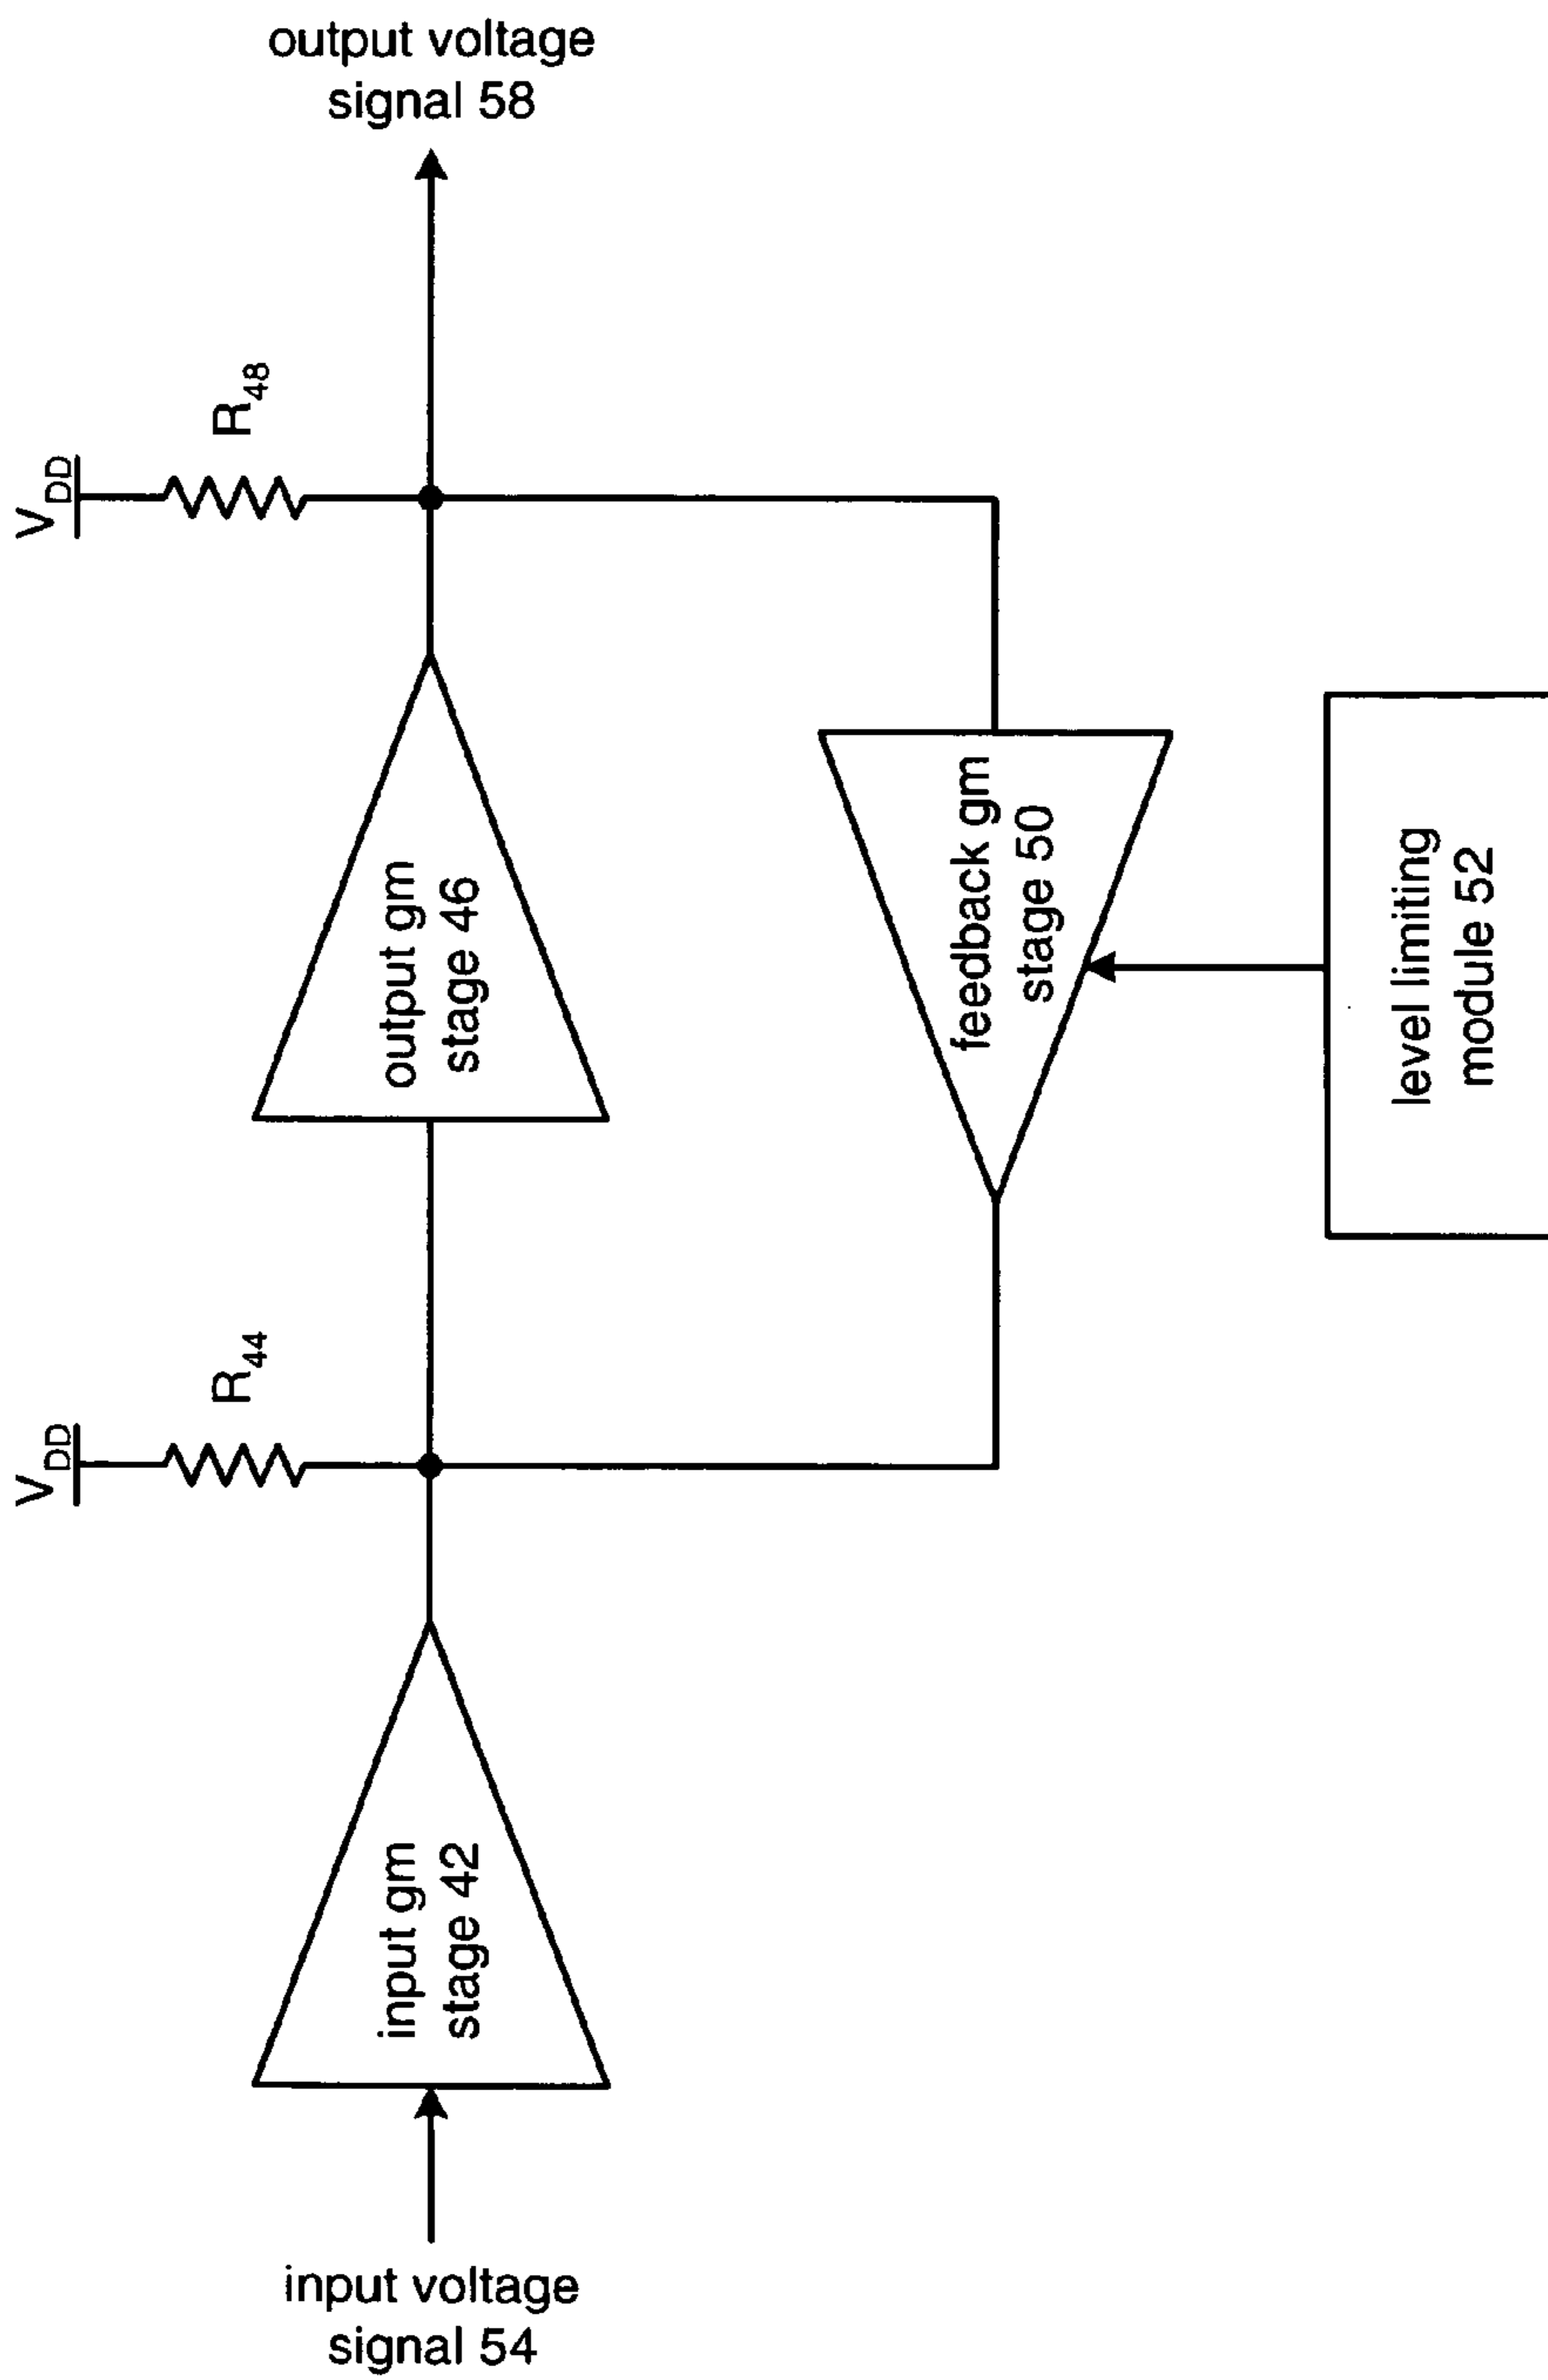 output voltage
signal 58
V_DD
R_48
output gm
stage 46
feedback gm
stage 50
level limiting
module 52
V_DD
R_44
input gm
stage 42
input voltage
signal 54